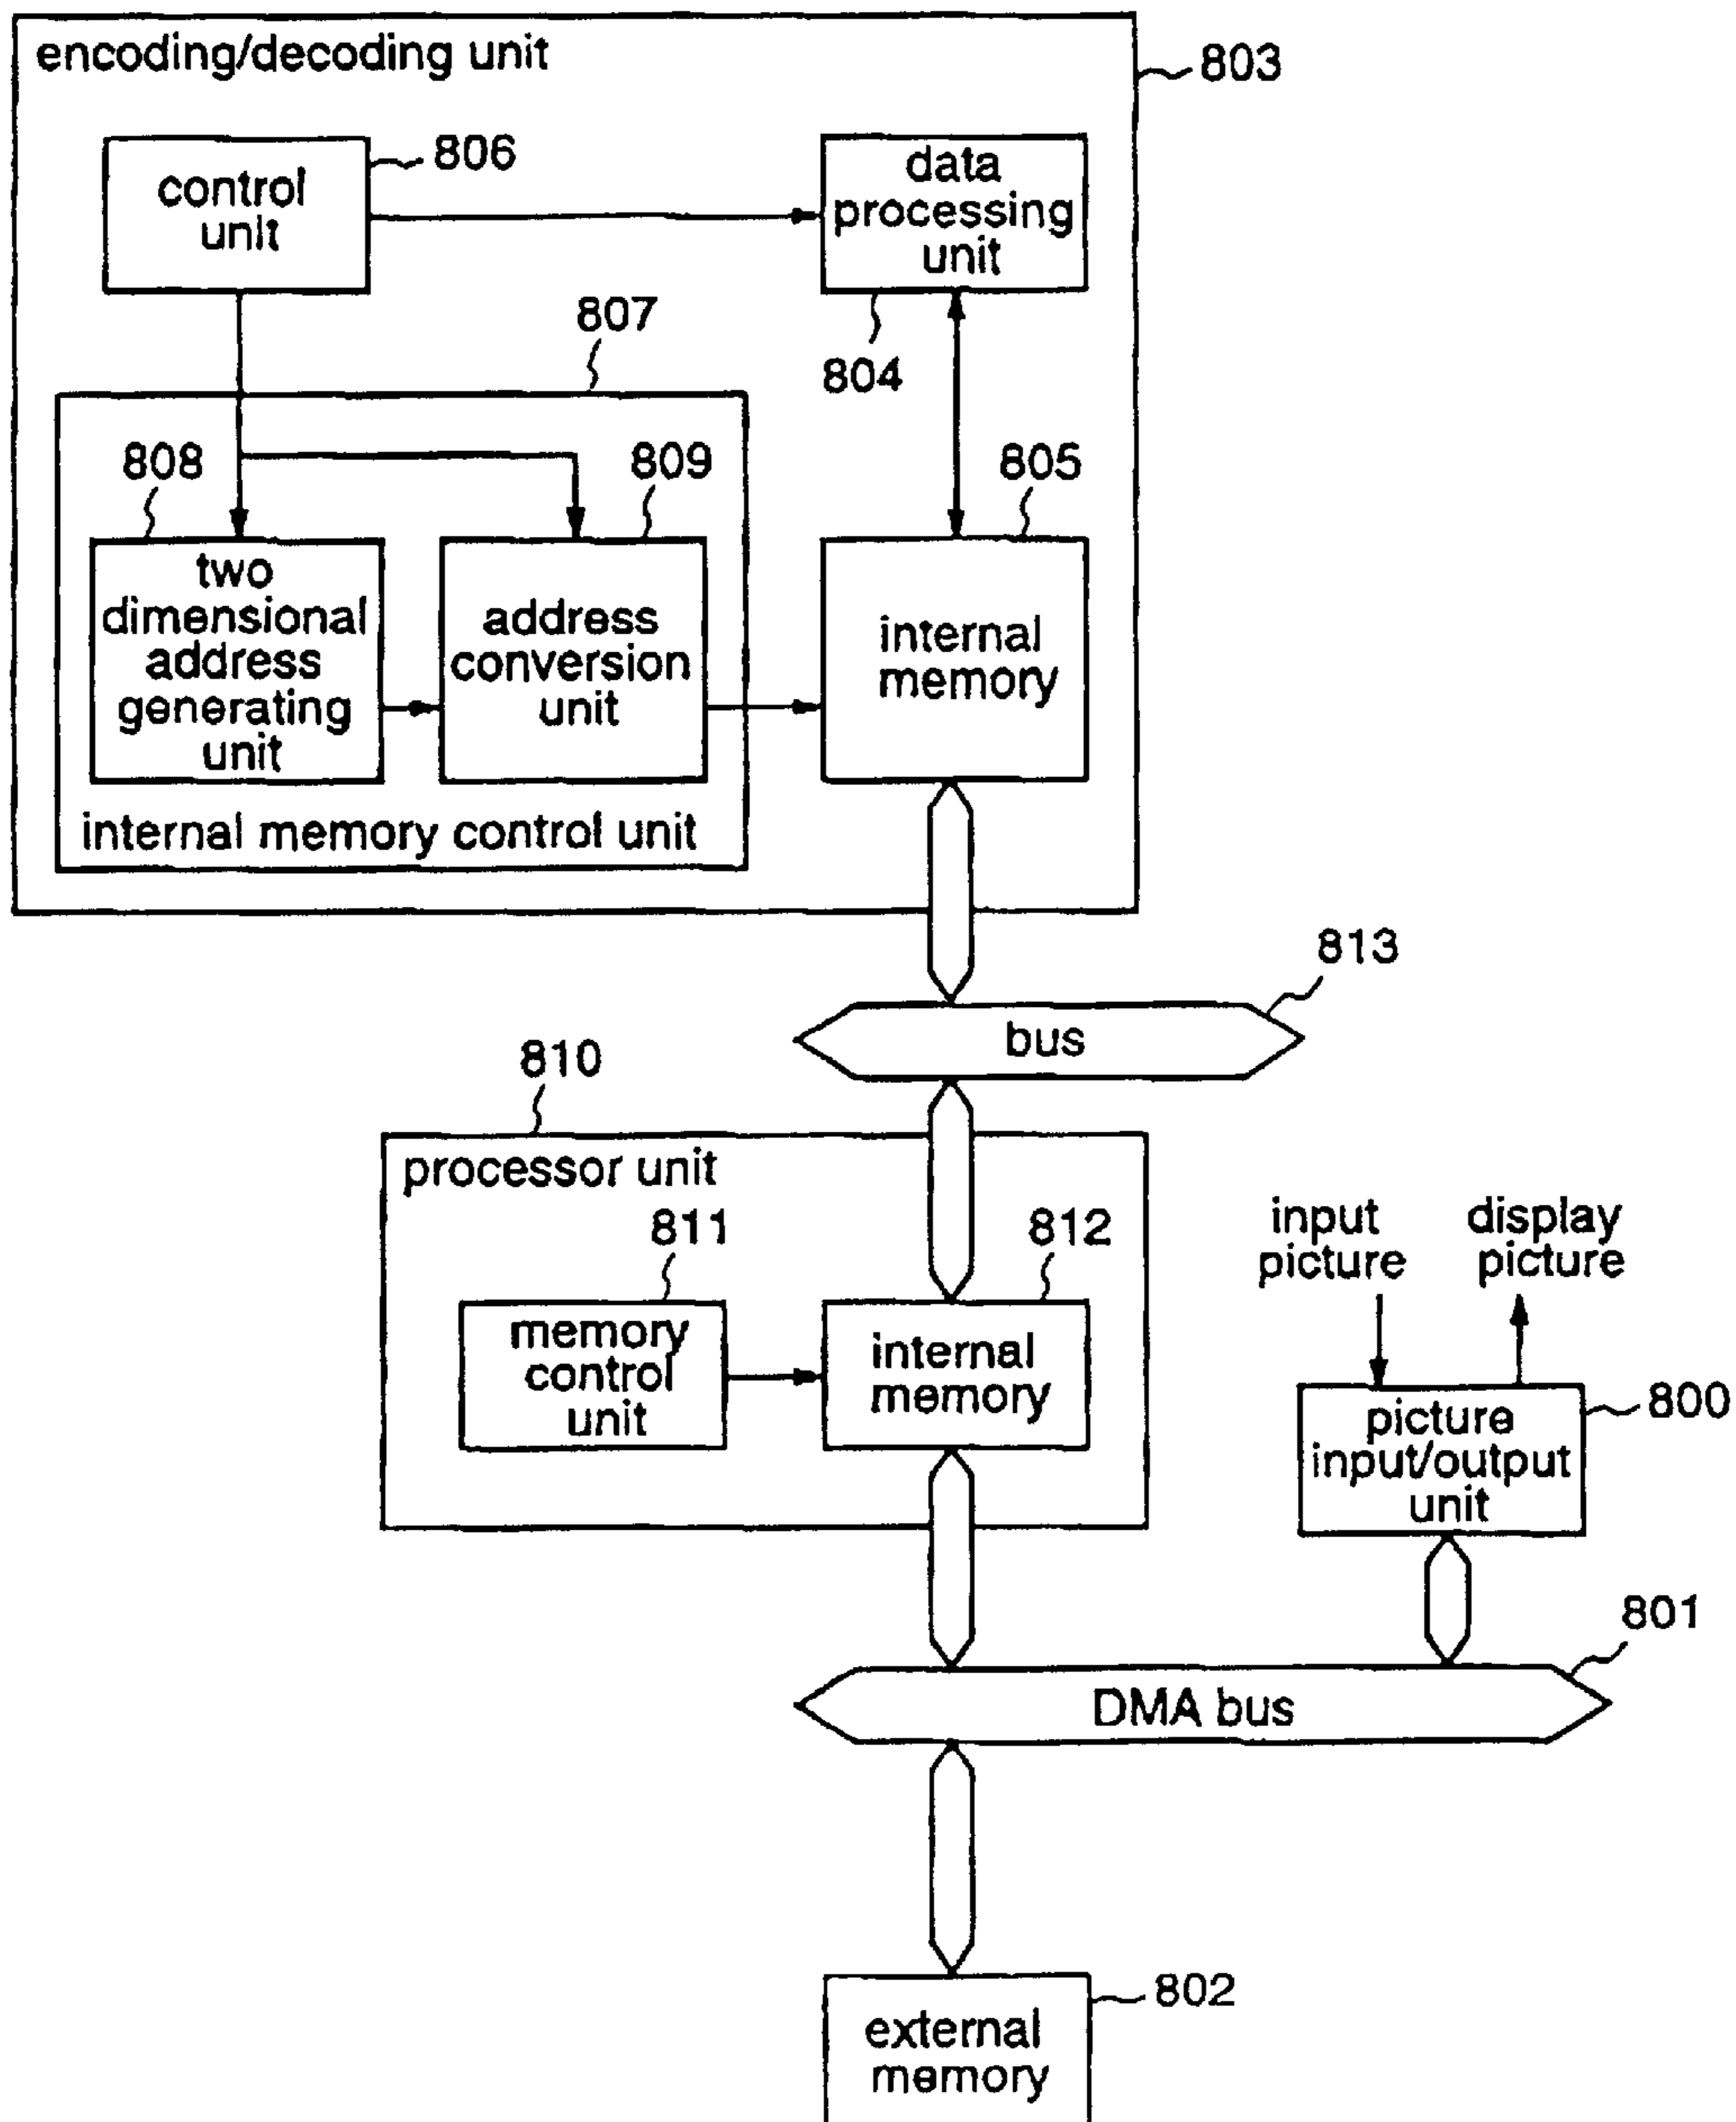 encoding/decoding unit
803
806
control
unit
data
processing
unit
804
807
808
809
805
two
dimensional
address
generating
unit
address
conversion
unit
internal
memory
internal memory control unit
813
bus
810
processor unit
811
812
memory
control
unit
internal
memory
input
picture
display
picture
800
picture
input/output
unit
801
DMA bus
802
external
memory